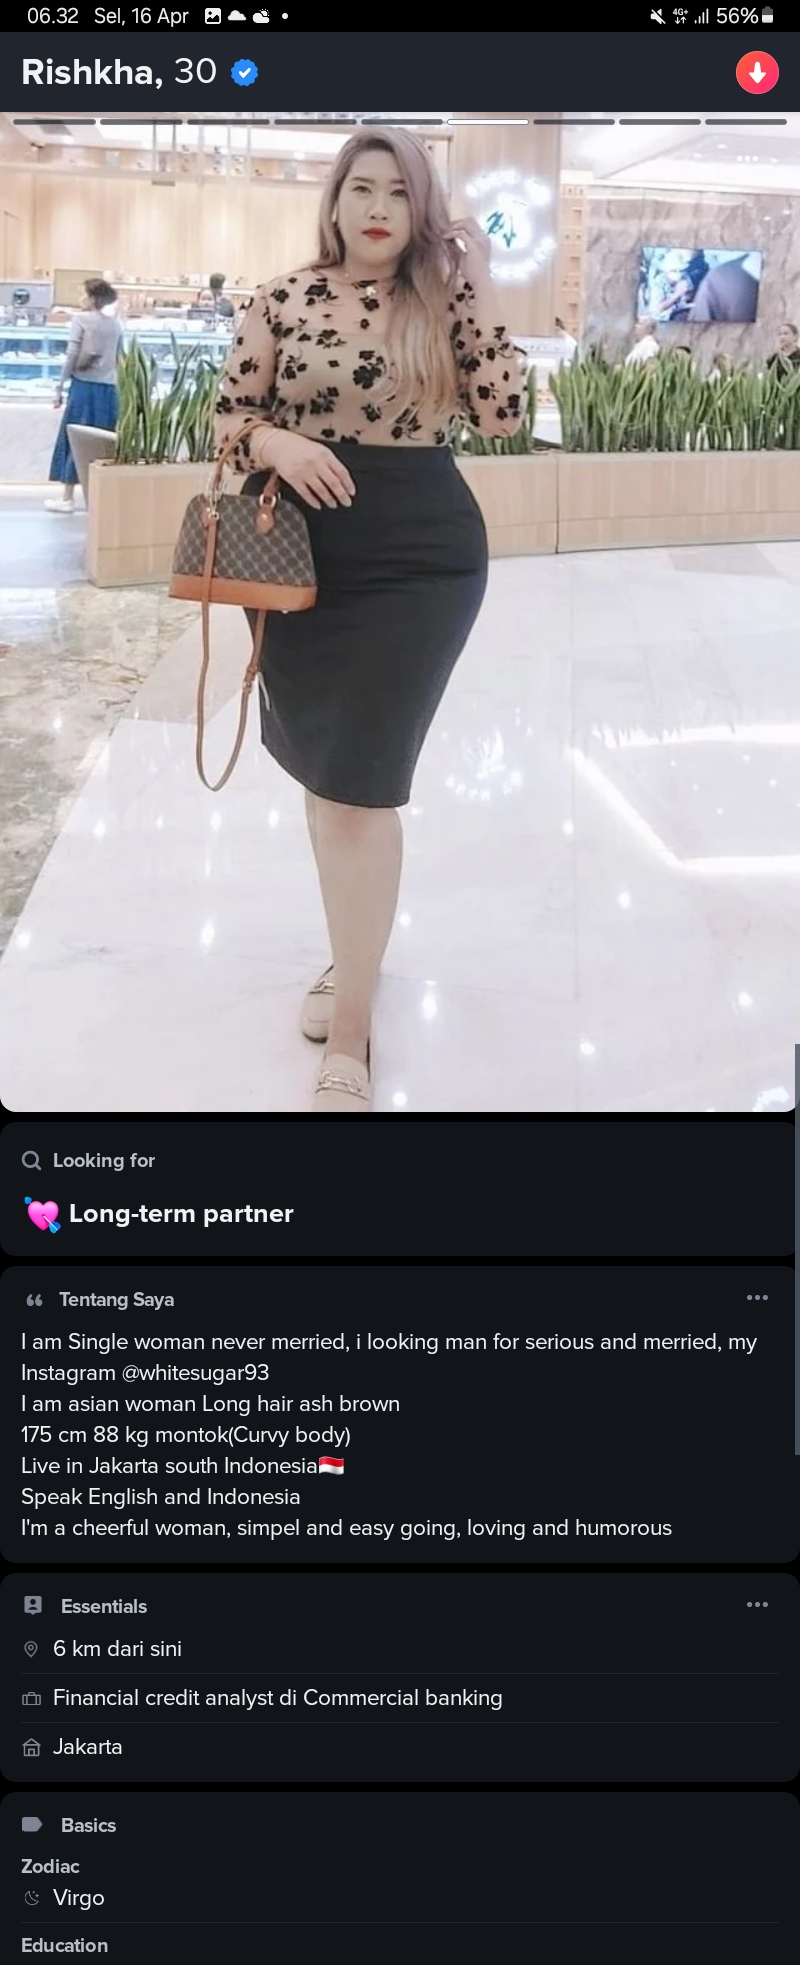 06.32 Sel, 16 Apr
4G+ 56%
Rishkha, 30
Looking for
Long-term partner
Tentang Saya
I am Single woman never merried, i looking man for serious and merried, my
Instagram @whitesugar93
I am asian woman Long hair ash brown
175 cm 88 kg montok(Curvy body)
Live in Jakarta south Indonesia🇮🇩
Speak English and Indonesia
I'm a cheerful woman, simpel and easy going, loving and humorous
Essentials
6 km dari sini
Financial credit analyst di Commercial banking
Jakarta
Basics
Zodiac
Virgo
Education